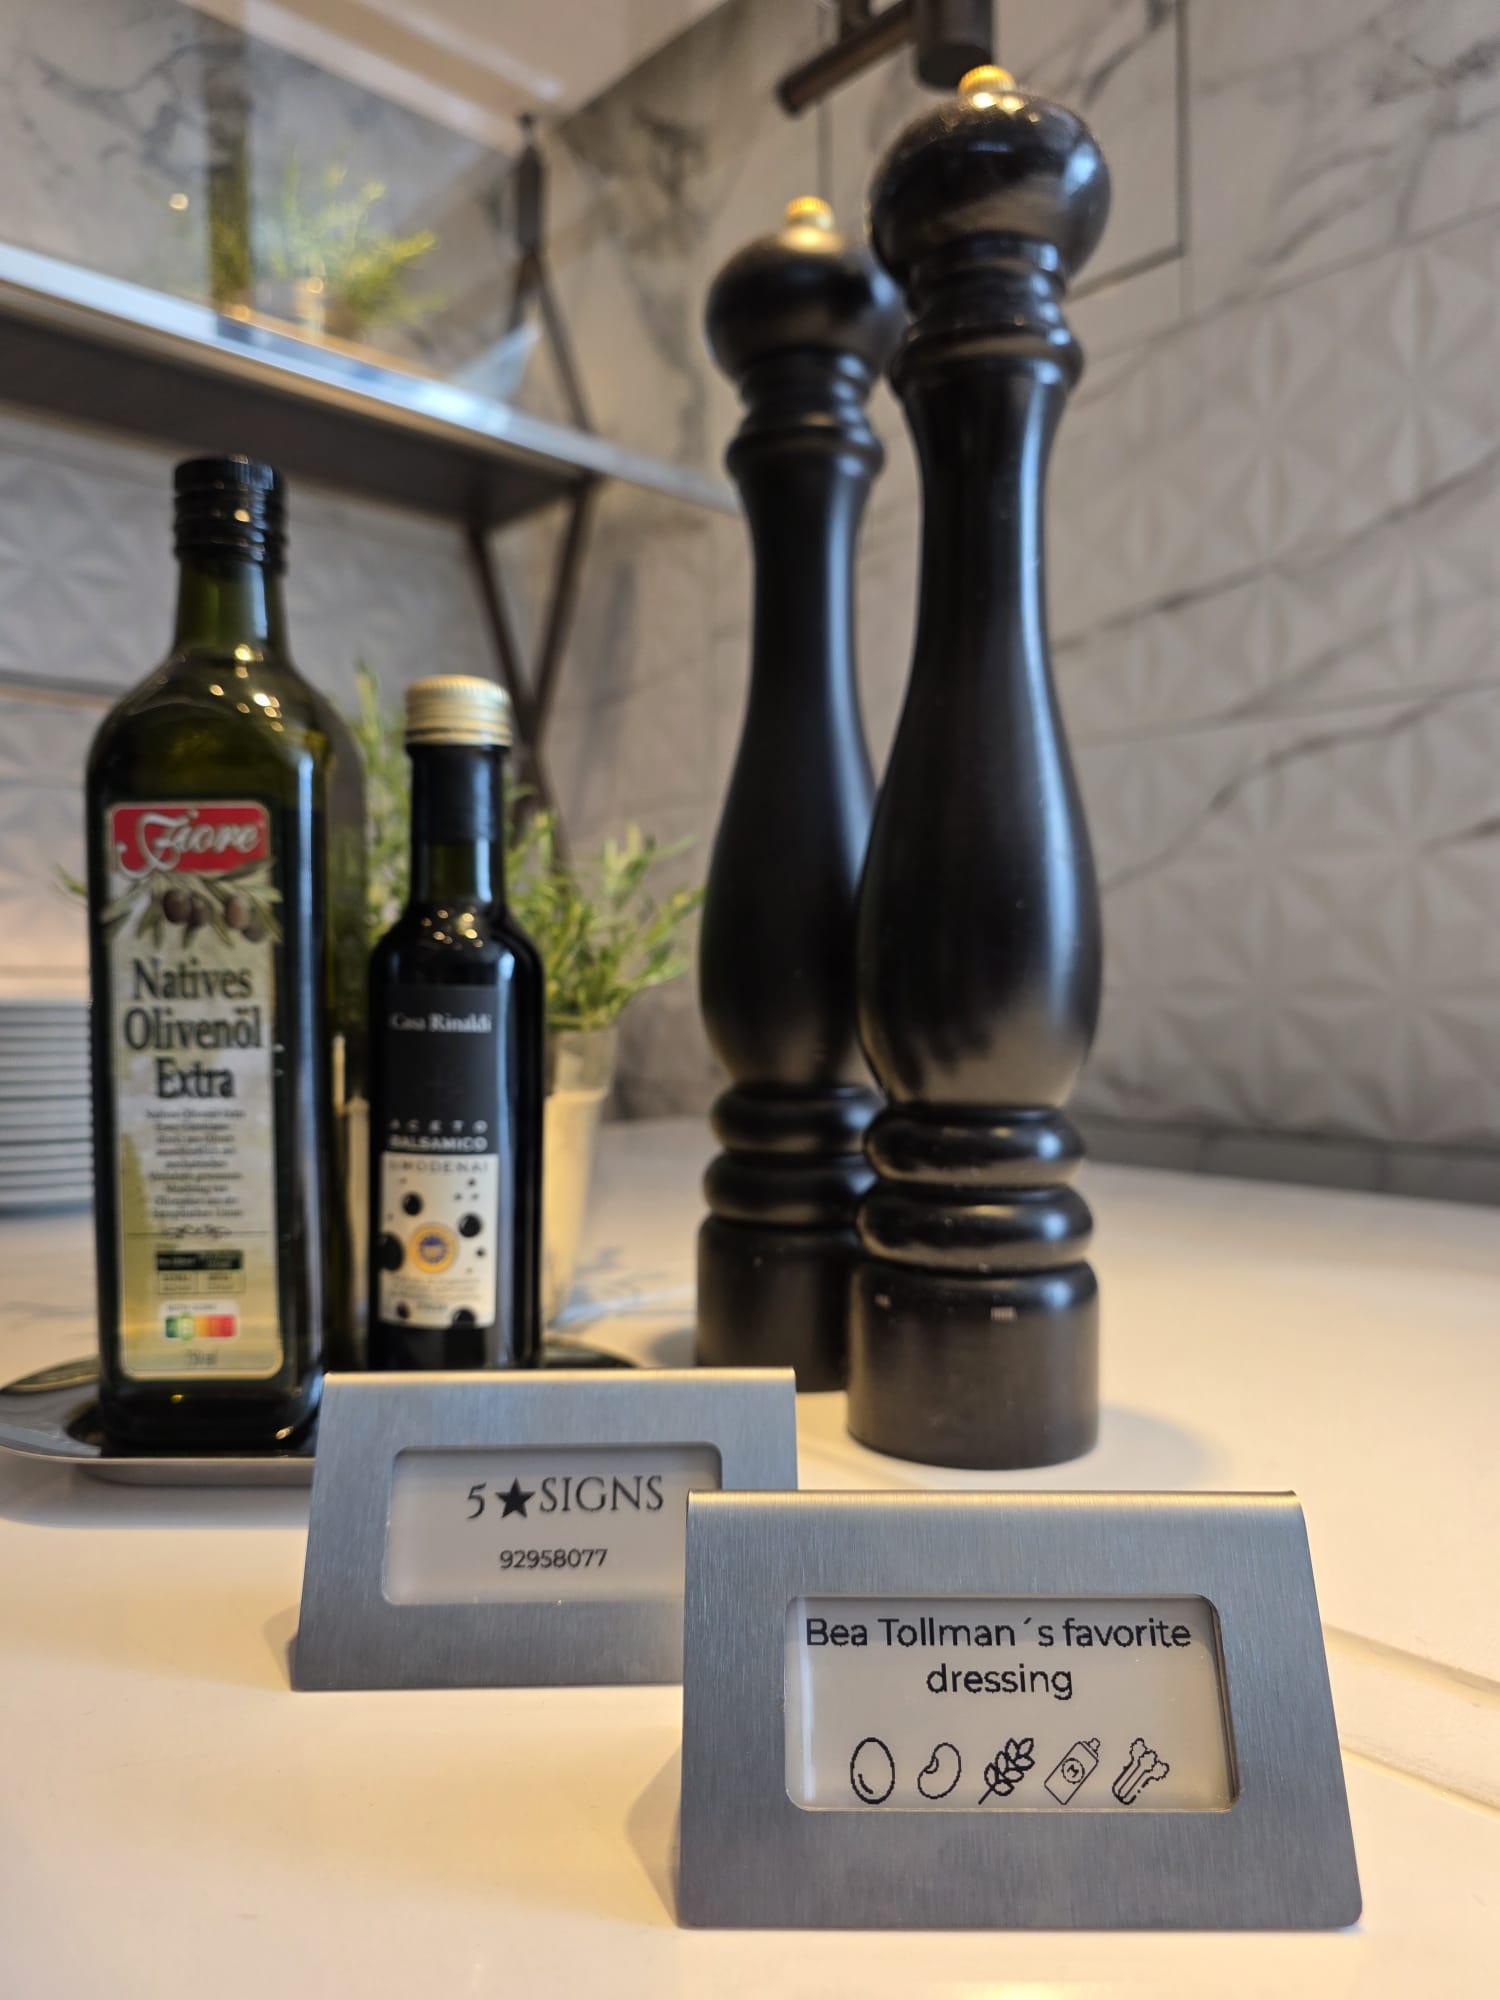 Fiore
Natives
Olivenöl
Extra
Casa Rinaldi
ACETO
BALSAMICO
DI MODENA
5★SIGNS
92958077
Bea Tollman´s favorite
dressing